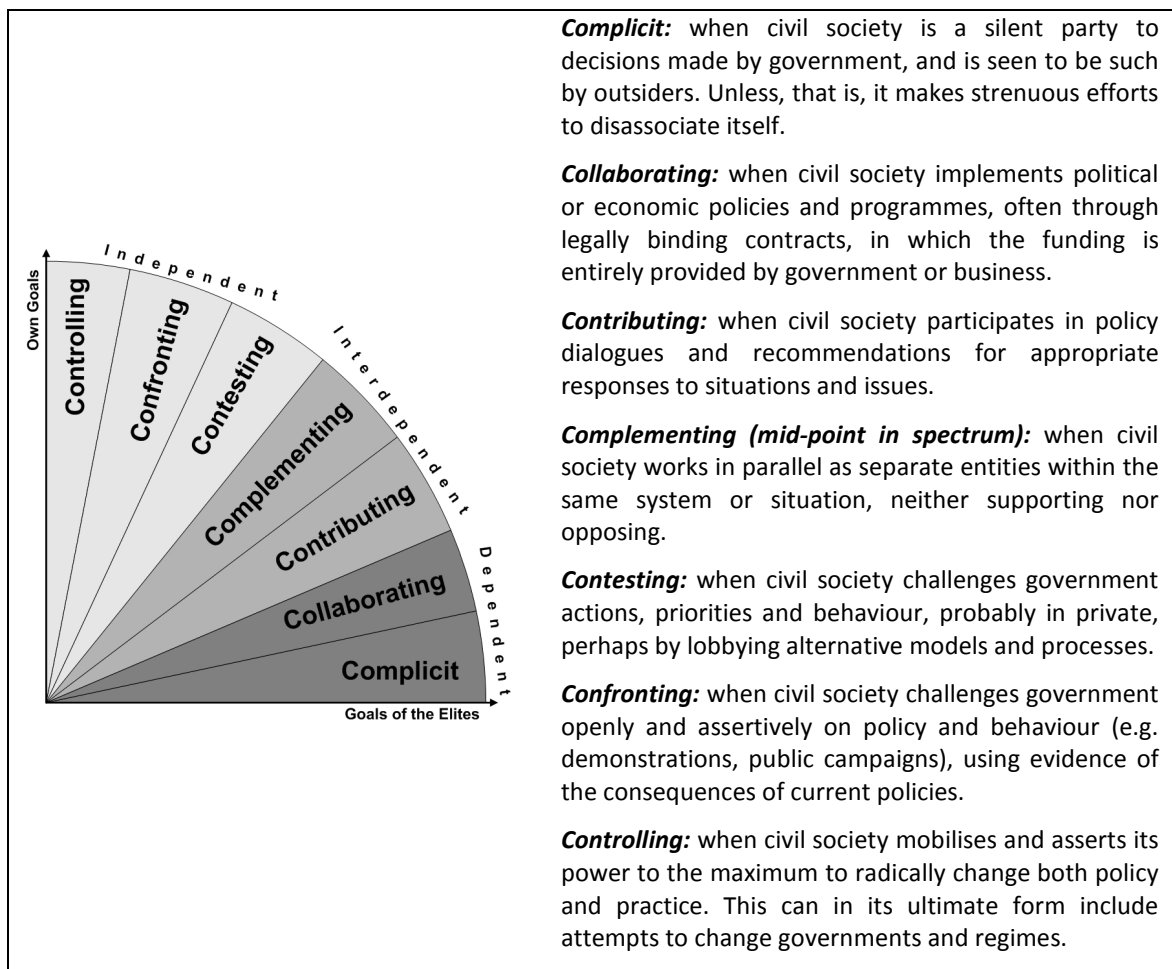 Own Goals
Independent
Interdependent
Dependent
Controlling
Confronting
Contesting
Complementing
Contributing
Collaborating
Complicit
Goals of the Elites
Complicit: when civil society is a silent party to
decisions made by government, and is seen to be such
by outsiders. Unless, that is, it makes strenuous efforts
to disassociate itself.
Collaborating: when civil society implements political
or economic policies and programmes, often through
legally binding contracts, in which the funding is
entirely provided by government or business.
Contributing: when civil society participates in policy
dialogues and recommendations for appropriate
responses to situations and issues.
Complementing (mid-point in spectrum): when civil
society works in parallel as separate entities within the
same system or situation, neither supporting nor
opposing.
Contesting: when civil society challenges government
actions, priorities and behaviour, probably in private,
perhaps by lobbying alternative models and processes.
Confronting: when civil society challenges government
openly and assertively on policy and behaviour (e.g.
demonstrations, public campaigns), using evidence of
the consequences of current policies.
Controlling: when civil society mobilises and asserts its
power to the maximum to radically change both policy
and practice. This can in its ultimate form include
attempts to change governments and regimes.